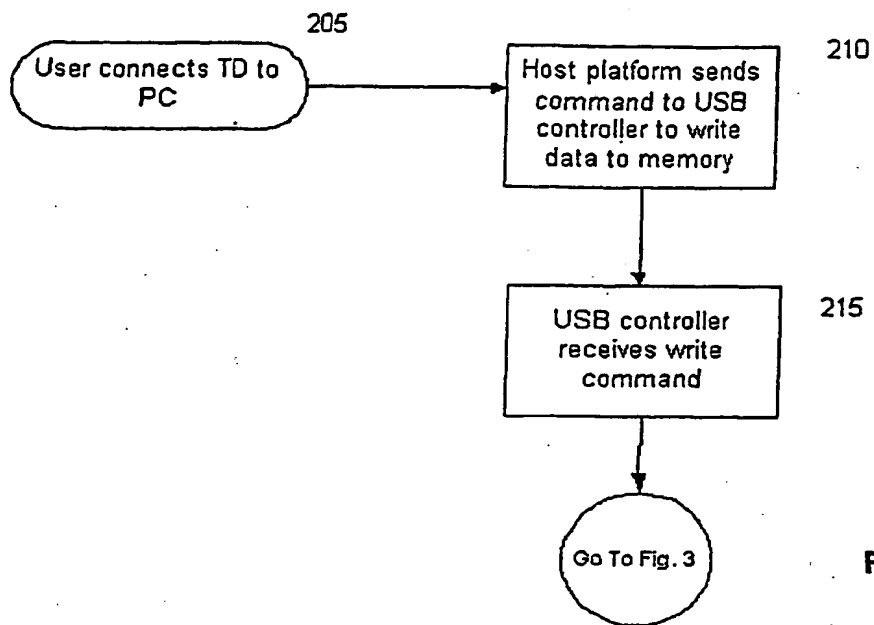 205
User connects TD to
PC
210
Host platform sends
command to USB
controller to write
data to memory
215
USB controller
receives write
command
Go To Fig. 3
F